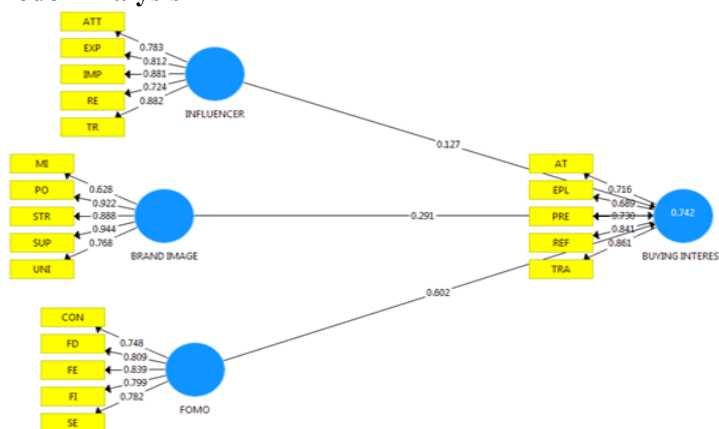 ATT
EXP
IMP
RE
TR
0.783
0.812
0.881
0.724
0.882
INFLUENCER
0.127
MI
PO
STR
SUP
UNI
0.628
0.922
0.888
0.944
0.768
BRAND IMAGE
0.291
CON
FD
FE
FI
SE
0.748
0.809
0.839
0.799
0.782
FOMO
0.602
AT
EPL
PRE
REF
TRA
0.716
0.689
0.730
0.841
0.861
0.742
BUYING INTERES